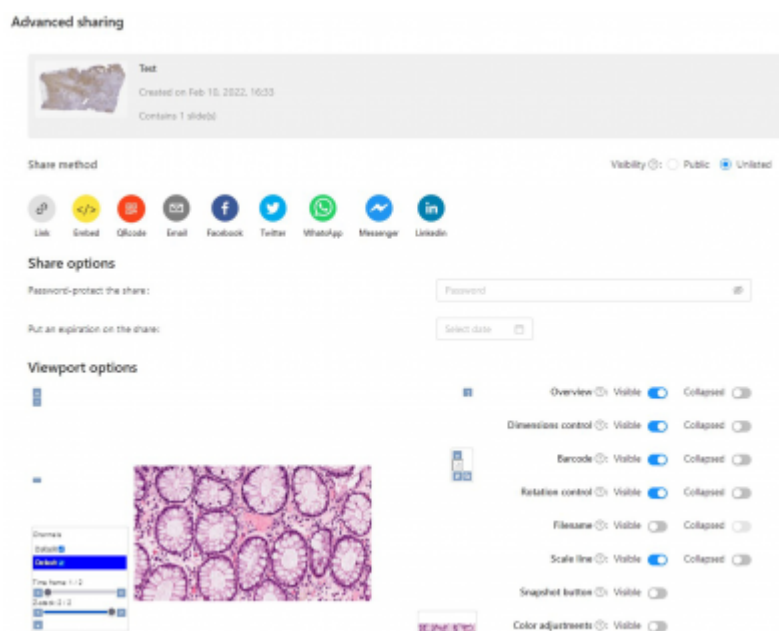 Advanced sharing
Test
Created on Feb 10, 2022, 16:33
Contains 1 slide(s)
Share method
Visibility : Public Unlisted
Link Embed QRcode Email Facebook Twitter WhatsApp Messenger Linkedin
Share options
Password-protect the share:
Password
Put an expiration on the share:
Select date
Viewport options
Overview : Visible Collapsed
Dimensions control : Visible Collapsed
Barcode : Visible Collapsed
Rotation control : Visible Collapsed
Filename : Visible Collapsed
Scale line : Visible Collapsed
Snapshot button : Visible
Color adjustments : Visible
Channels
Default
Default
Time frame: 1 / 2
Z-stack: 2 / 2